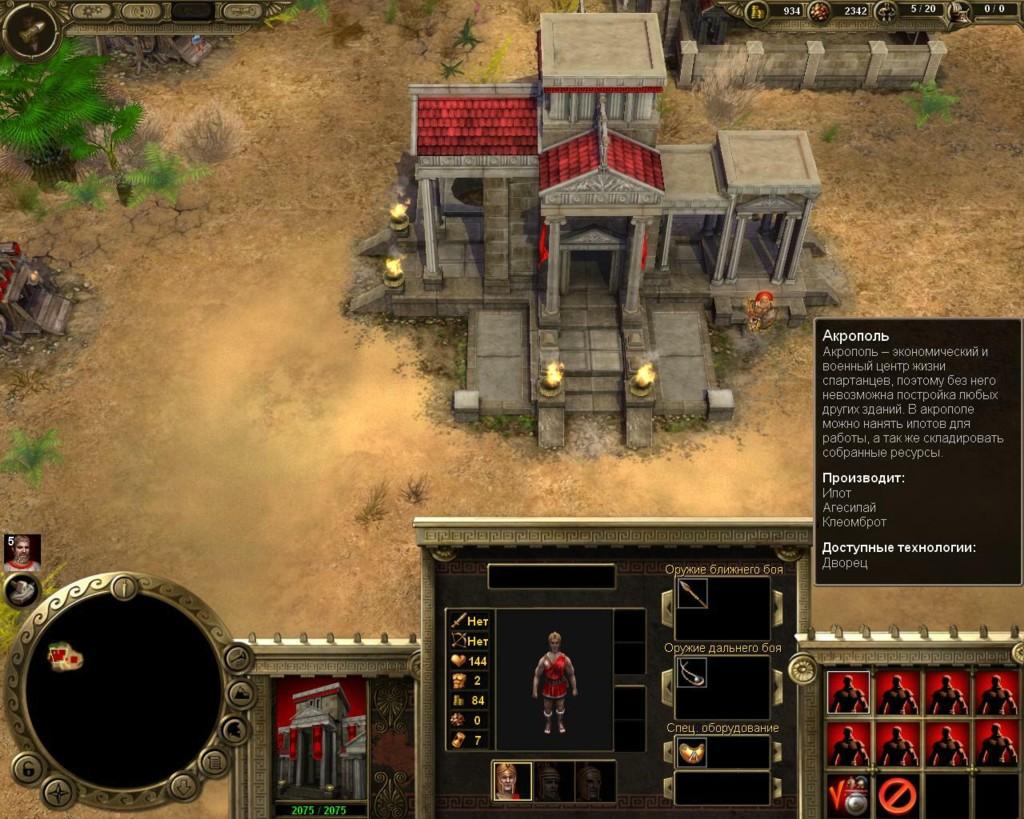 934
2342
5 / 20
0 / 0
Акрополь
Акрополь – экономический и
военный центр жизни
спартанцев, поэтому без него
невозможна постройка любых
других зданий. В акрополе
можно нанять илотов для
работы, а так же складировать
собранные ресурсы.
Производит:
Илот
Агесилай
Клеомброт
Доступные технологии:
Дворец
5
Оружие ближнего боя
Нет
Нет
144
2
84
0
7
Оружие дальнего боя
Спец. оборудование
2075 / 2075